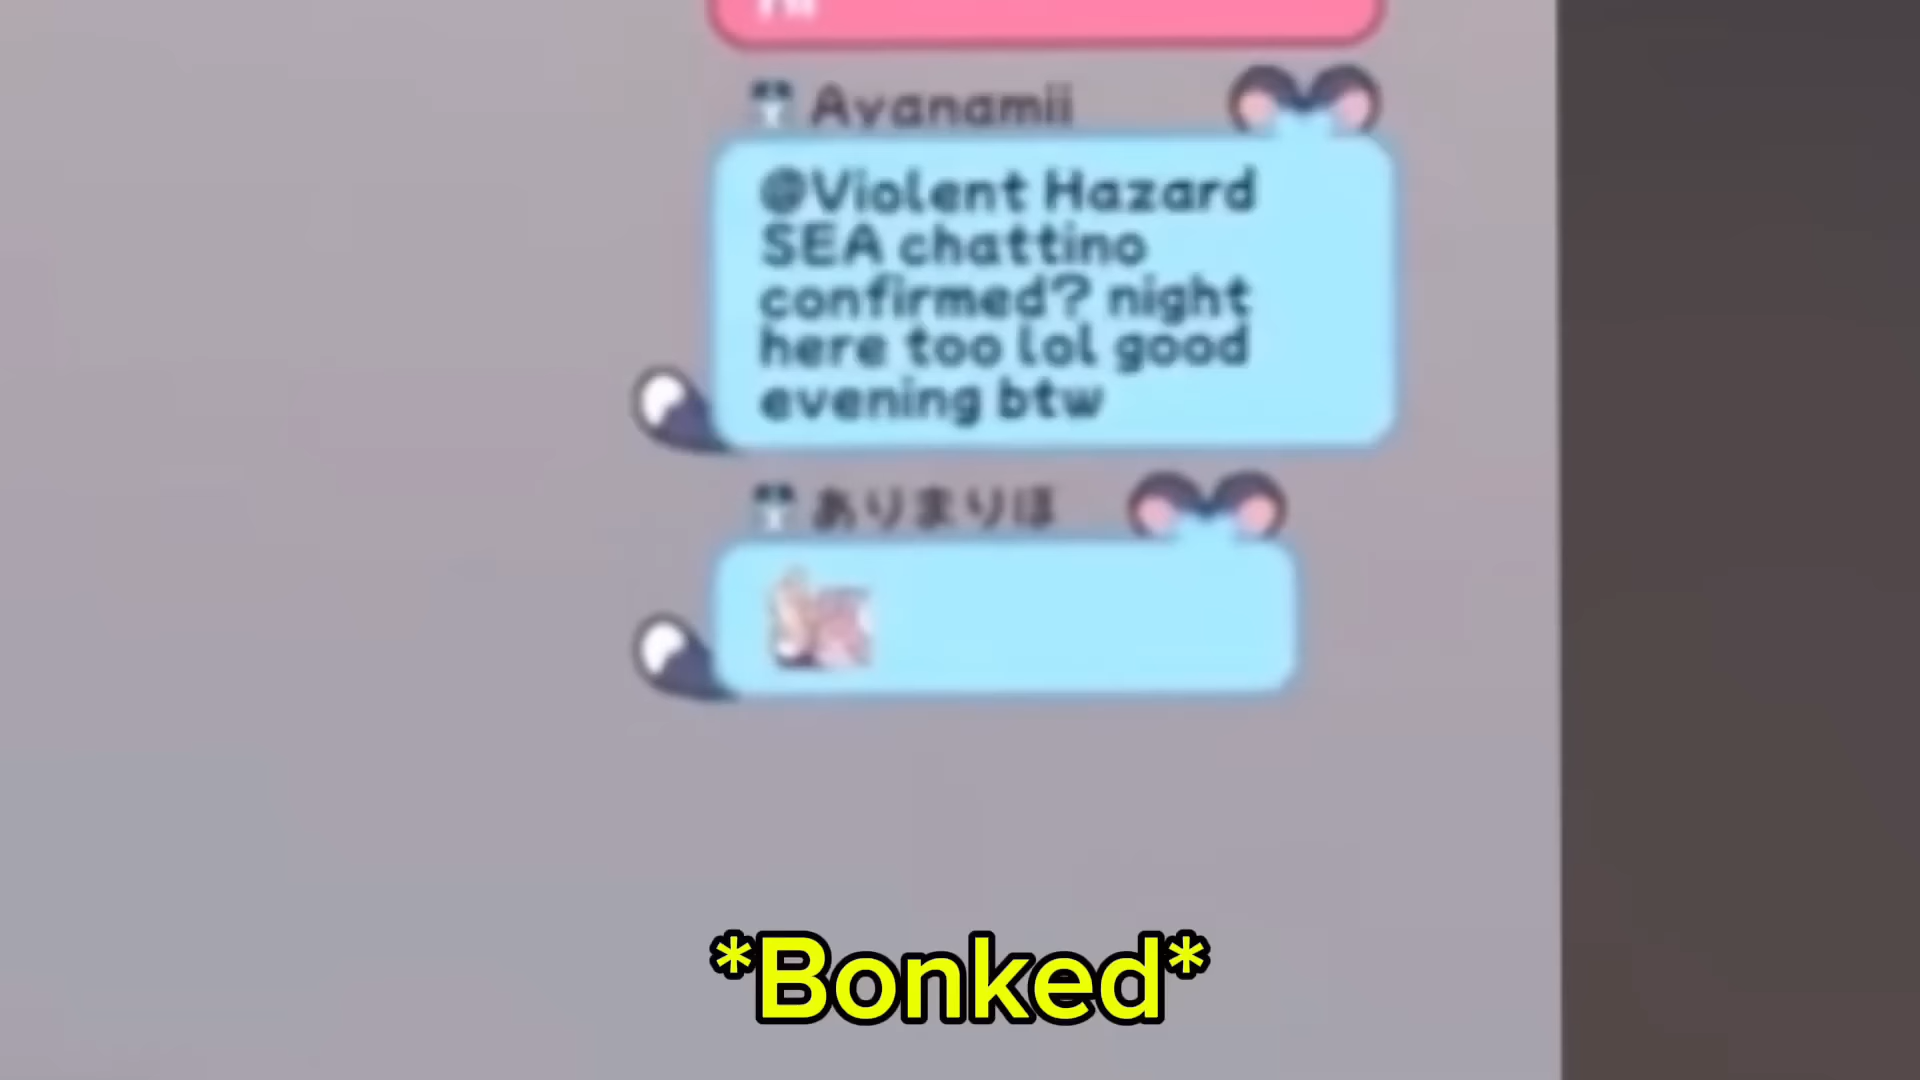 Hi
Ayanamii
@Violent Hazard
SEA chattino
confirmed? night
here too lol good
evening btw
ありまりほ
*Bonked*